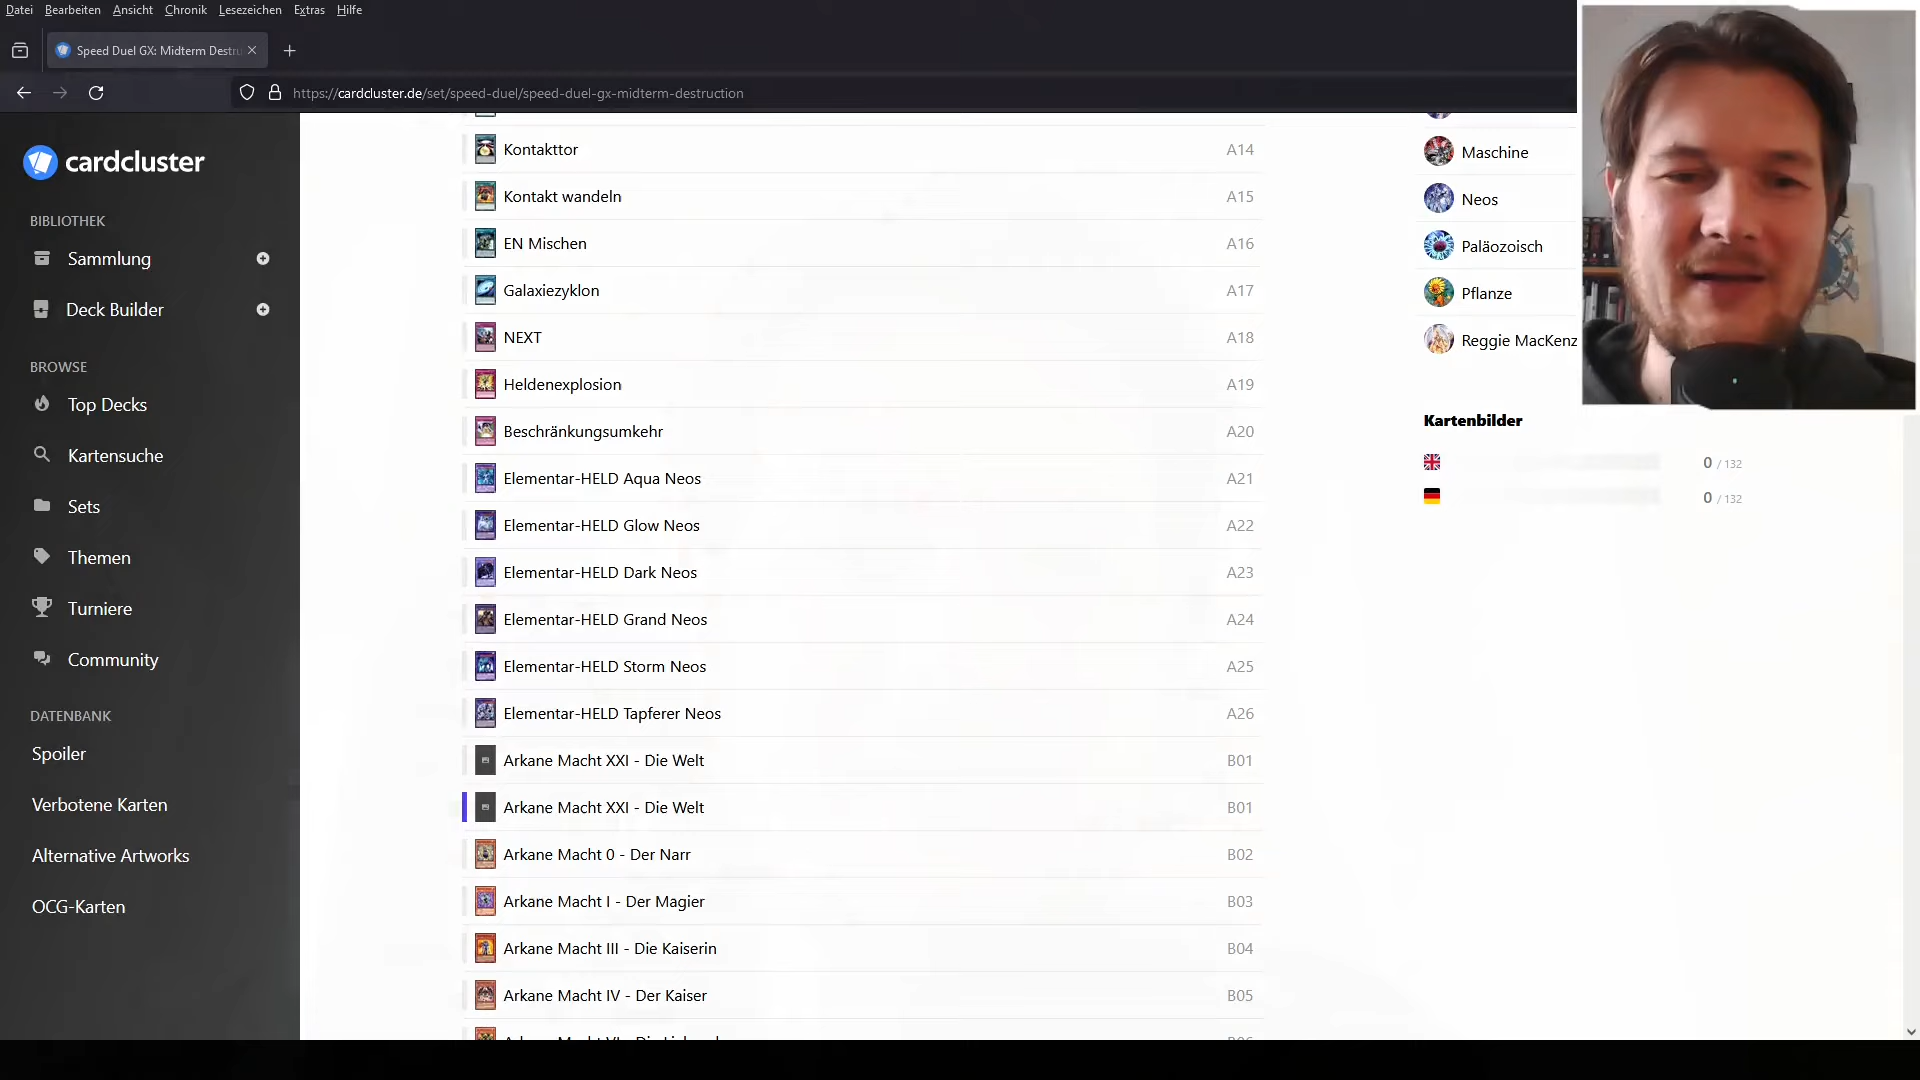 Datei Bearbeiten Ansicht Chronik Lesezeichen Extras Hilfe
Speed Duel GX: Midterm Destru
https://cardcluster.de/set/speed-duel/speed-duel-gx-midterm-destruction
cardcluster
BIBLIOTHEK
Sammlung
Deck Builder
BROWSE
Top Decks
Kartensuche
Sets
Themen
Turniere
Community
DATENBANK
Spoiler
Verbotene Karten
Alternative Artworks
OCG-Karten
Kontakttor A14
Kontakt wandeln A15
EN Mischen A16
Galaxiezyklon A17
NEXT A18
Heldenexplosion A19
Beschränkungsumkehr A20
Elementar-HELD Aqua Neos A21
Elementar-HELD Glow Neos A22
Elementar-HELD Dark Neos A23
Elementar-HELD Grand Neos A24
Elementar-HELD Storm Neos A25
Elementar-HELD Tapferer Neos A26
Arkane Macht XXI - Die Welt B01
Arkane Macht XXI - Die Welt B01
Arkane Macht 0 - Der Narr B02
Arkane Macht I - Der Magier B03
Arkane Macht III - Die Kaiserin B04
Arkane Macht IV - Der Kaiser B05
Maschine
Neos
Paläozoisch
Pflanze
Reggie MacKenz
Kartenbilder
0 / 132
0 / 132